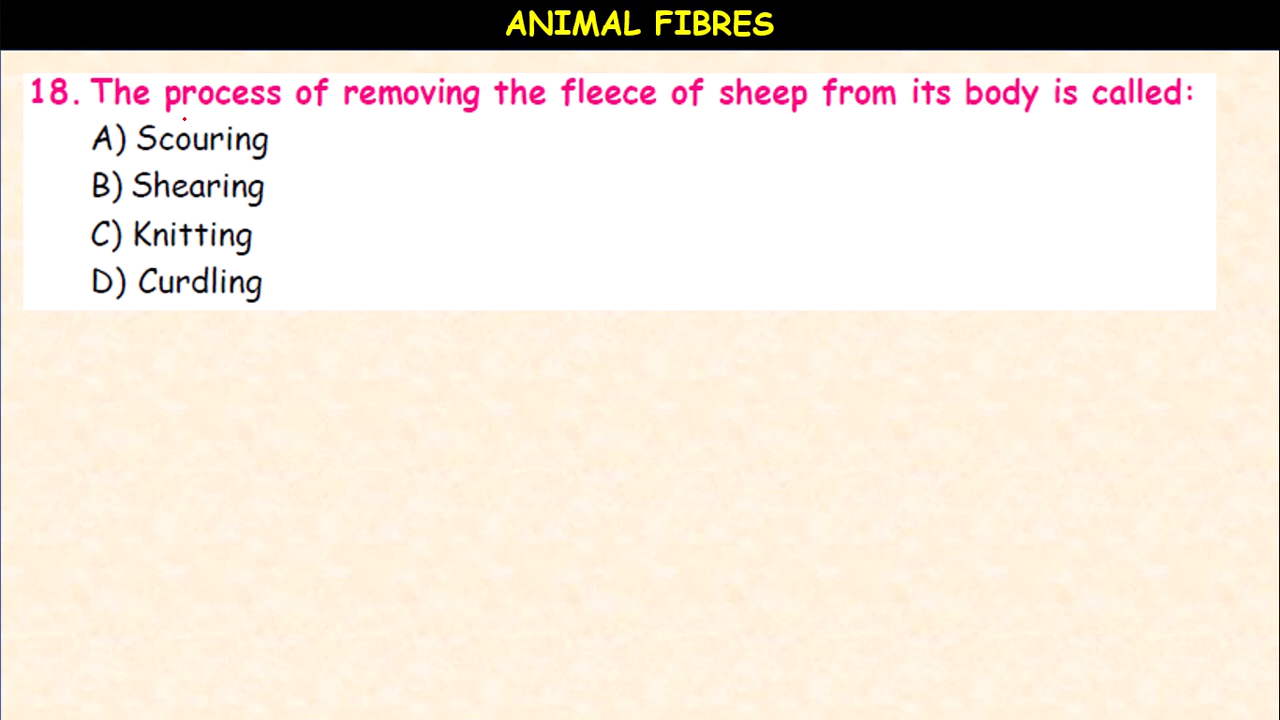 ANIMAL FIBRES
18. The process of removing the fleece of sheep from its body is called:
A) Scouring
B) Shearing
C) Knitting
D) Curdling